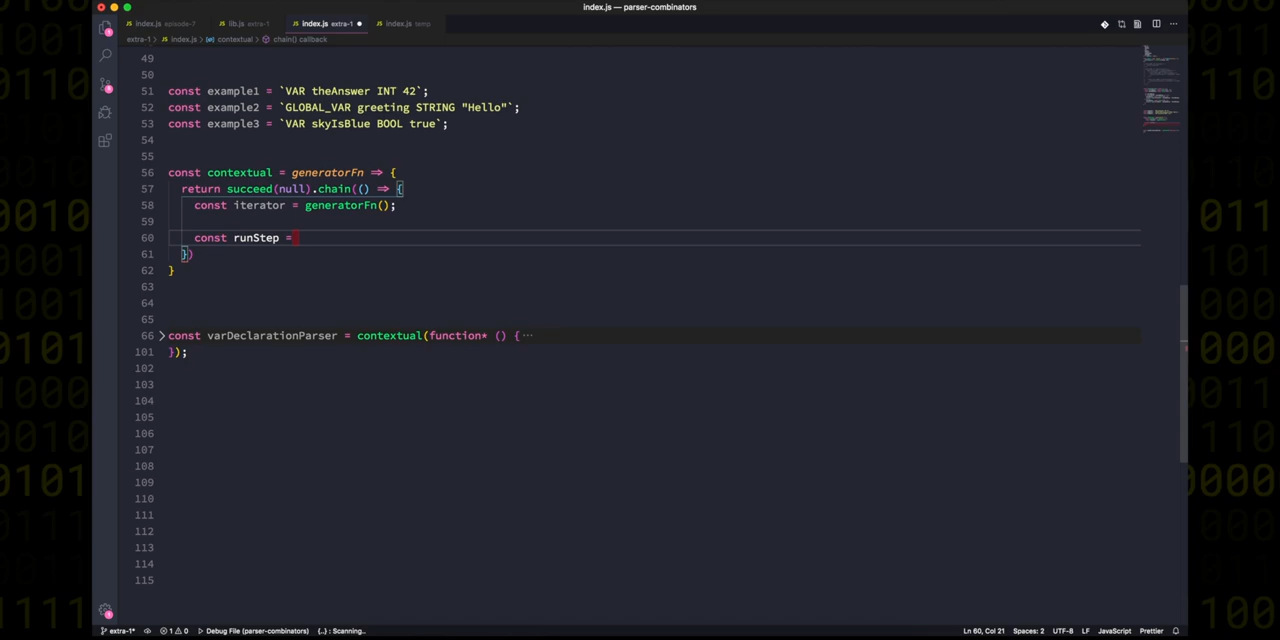 index.js — parser-combinators
index.js episode-7
lib.js extra-1
index.js extra-1
index.js temp
extra-1 > index.js > contextual > chain() callback
49
50
51 const example1 = `VAR theAnswer INT 42`;
52 const example2 = `GLOBAL_VAR greeting STRING "Hello"`;
53 const example3 = `VAR skyIsBlue BOOL true`;
54
55
56 const contextual = generatorFn => {
57 return succeed(null).chain(() => {
58 const iterator = generatorFn();
59
60 const runStep =
61 })
62 }
63
64
65
66 const varDeclarationParser = contextual(function* () { ···
101 });
102
103
104
105
106
107
108
109
110
111
112
113
114
115
extra-1* 1 0 Debug File (parser-combinators) {..} : Scanning.. Ln 60, Col 21 Spaces: 2 UTF-8 LF JavaScript Prettier